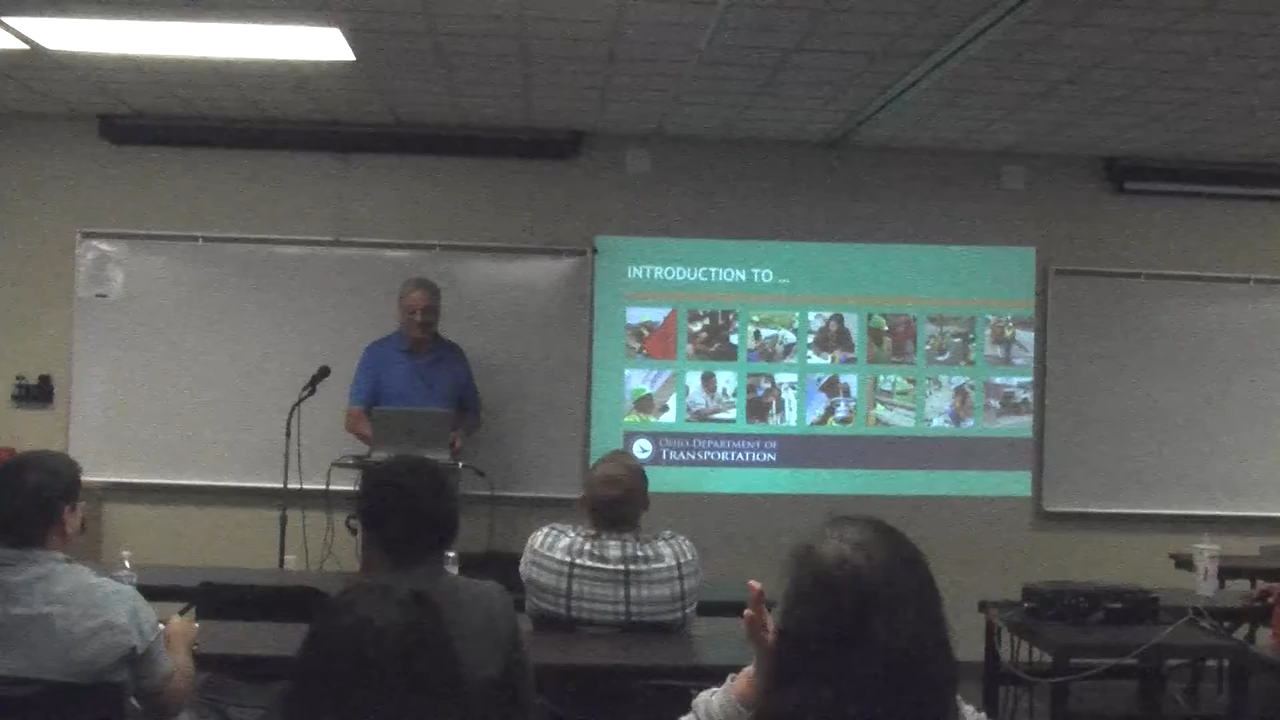 INTRODUCTION TO ...
OHIO DEPARTMENT OF
TRANSPORTATION